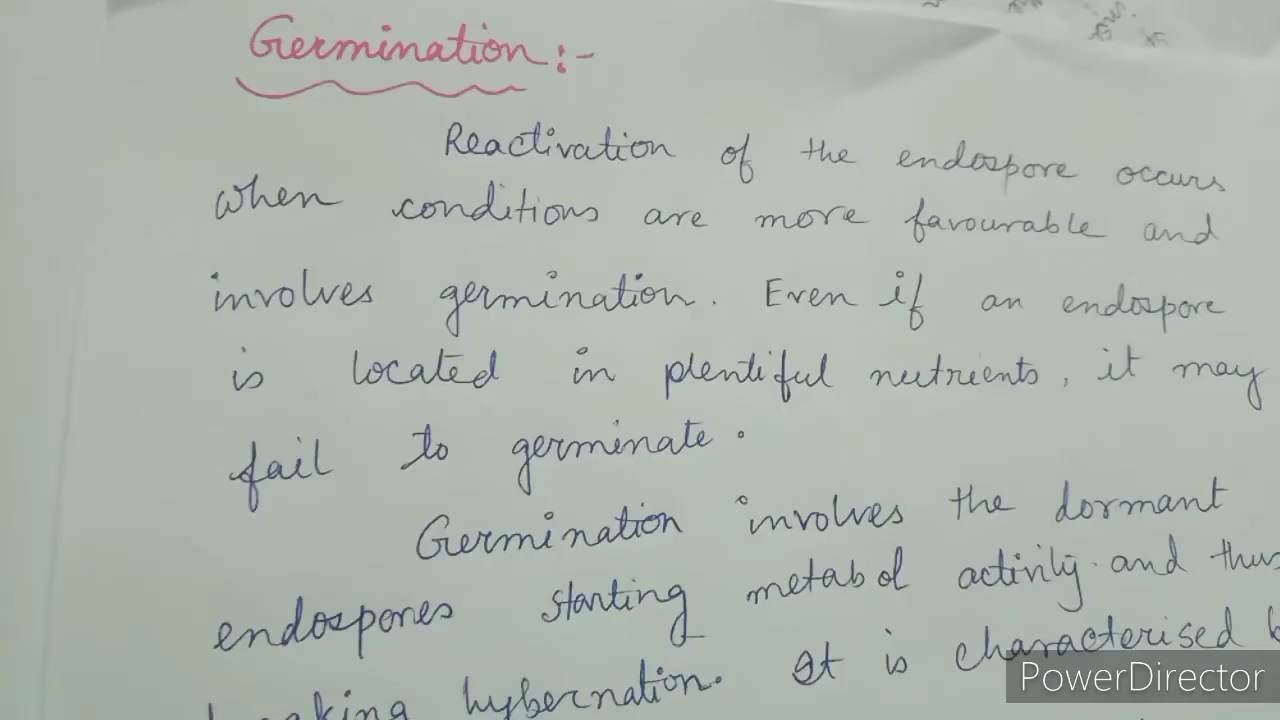 Germination:-
Reactivation of the endospore occurs
when conditions are more favourable and
involves germination. Even if an endospore
is located in plentiful nutrients, it may
fail to germinate.
Germination involves the dormant
endospores starting metabol activity. and thus
hybernation. It is characterised
PowerDirector